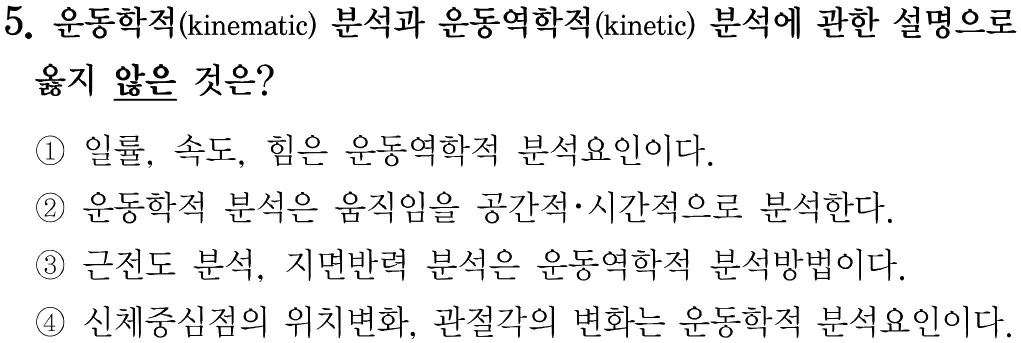 5. 운동학적(kinematic) 분석과 운동역학적(kinetic) 분석에 관한 설명으로
옳지 않은 것은?
① 일률, 속도, 힘은 운동역학적 분석요인이다.
② 운동학적 분석은 움직임을 공간적·시간적으로 분석한다.
③ 근전도 분석, 지면반력 분석은 운동역학적 분석방법이다.
④ 신체중심점의 위치변화, 관절각의 변화는 운동학적 분석요인이다.